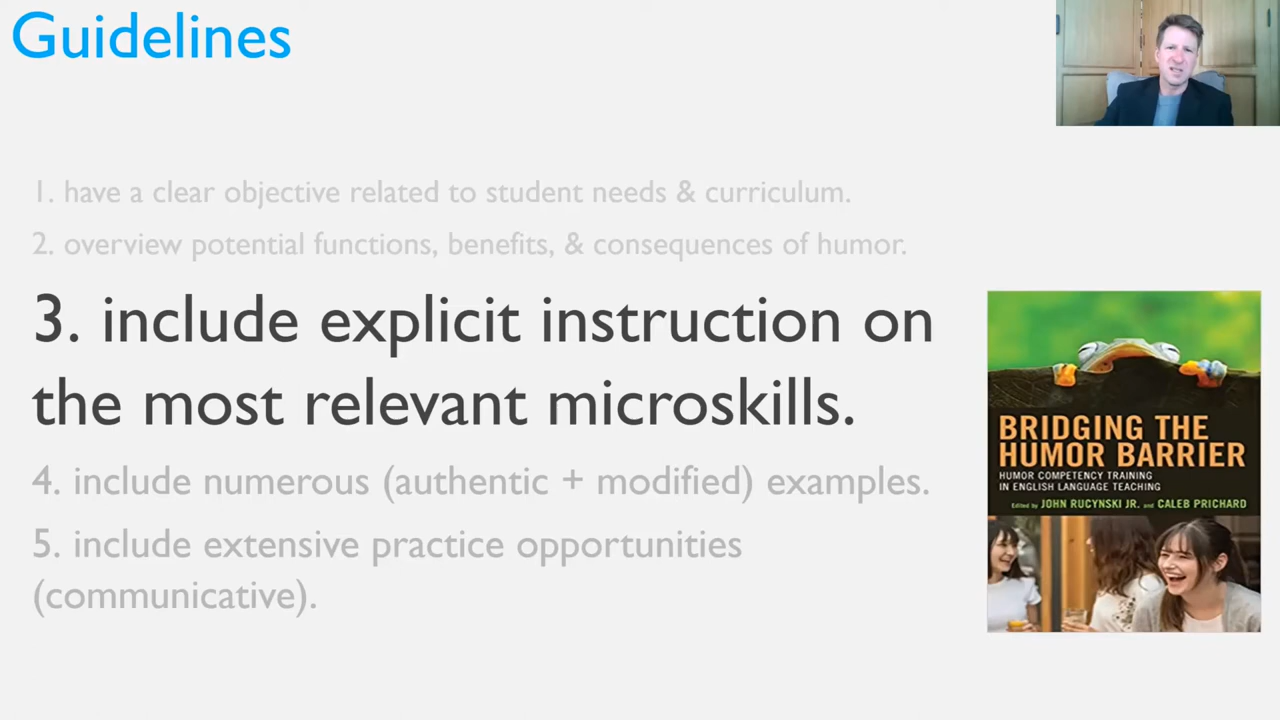 Guidelines
1. have a clear objective related to student needs & curriculum.
2. overview potential functions, benefits, & consequences of humor.
3. include explicit instruction on
the most relevant microskills.
4. include numerous (authentic + modified) examples.
5. include extensive practice opportunities
(communicative).
BRIDGING THE
HUMOR BARRIER
HUMOR COMPETENCY TRAINING
IN ENGLISH LANGUAGE TEACHING
Edited by JOHN RUCYNSKI JR. and CALEB PRICHARD